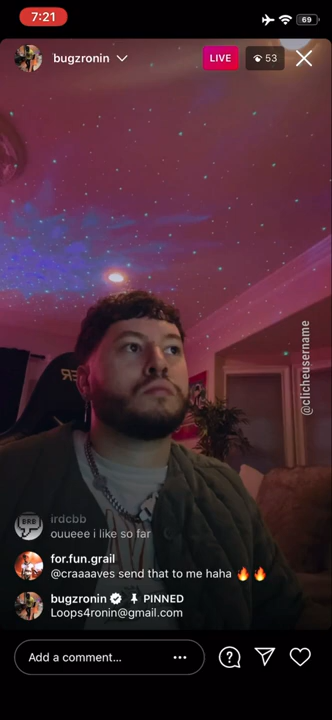 7:21
69
bugzronin
LIVE
53
@clicheusername
irdcbb
ouueee i like so far
for.fun.grail
@craaaaves send that to me haha 🔥🔥
bugzronin PINNED
Loops4ronin@gmail.com
Add a comment...